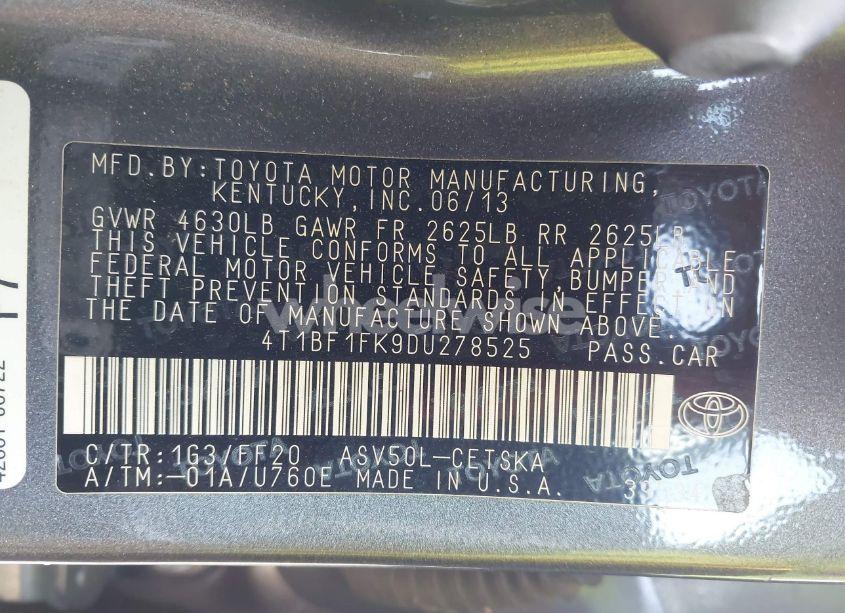 MFD.BY:TOYOTA MOTOR MANUFACTURING,
KENTUCKY,INC.06/13
GVWR 4630LB GAWR FR 2625LB RR 2625LB
THIS VEHICLE CONFORMS TO ALL APPLICABLE
FEDERAL MOTOR VEHICLE SAFETY,BUMPER AND
THEFT PREVENTION STANDARDS IN EFFECT ON
THE DATE OF MANUFACTURE SHOWN ABOVE.
wheelwise
4T1BF1FK9DU278525 PASS.CAR
C/TR:1G3/FF20 ASV50L-CETSKA
A/TM:-01A/U760E MADE IN U.S.A.
TOYOTA